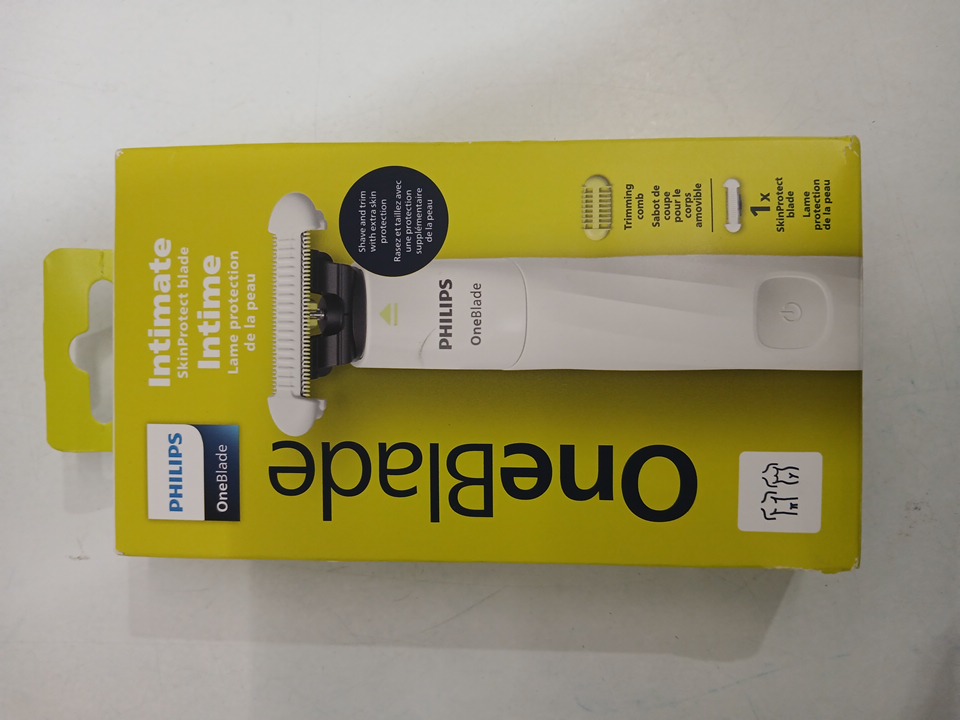 Intimate
SkinProtect blade
Intime
Lame protection
de la peau
PHILIPS
OneBlade
Shave and trim
with extra skin
protection
Rasez et taillez avec
une protection
supplémentaire
de la peau
PHILIPS
OneBlade
OneBlade
Trimming
comb
Sabot de
coupe
pour le
corps
amovible
1x
SkinProtect
blade
Lame
protection
de la peau